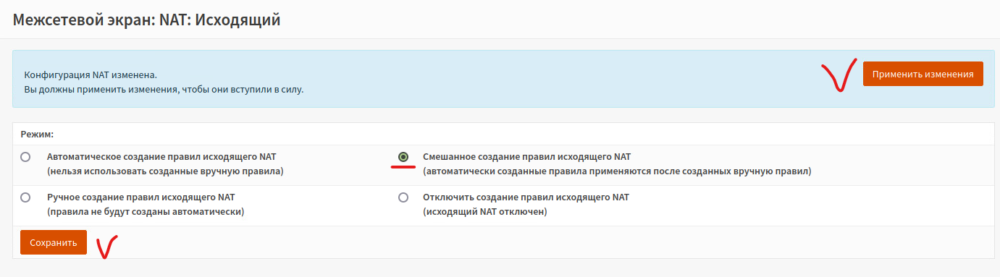 Межсетевой экран: NAT: Исходящий
Конфигурация NAT изменена.
Вы должны применить изменения, чтобы они вступили в силу.
Применить изменения
Режим:
Автоматическое создание правил исходящего NAT
(нельзя использовать созданные вручную правила)
Смешанное создание правил исходящего NAT
(автоматически созданные правила применяются после созданных вручную правил)
Ручное создание правил исходящего NAT
(правила не будут созданы автоматически)
Отключить создание правил исходящего NAT
(исходящий NAT отключен)
Сохранить